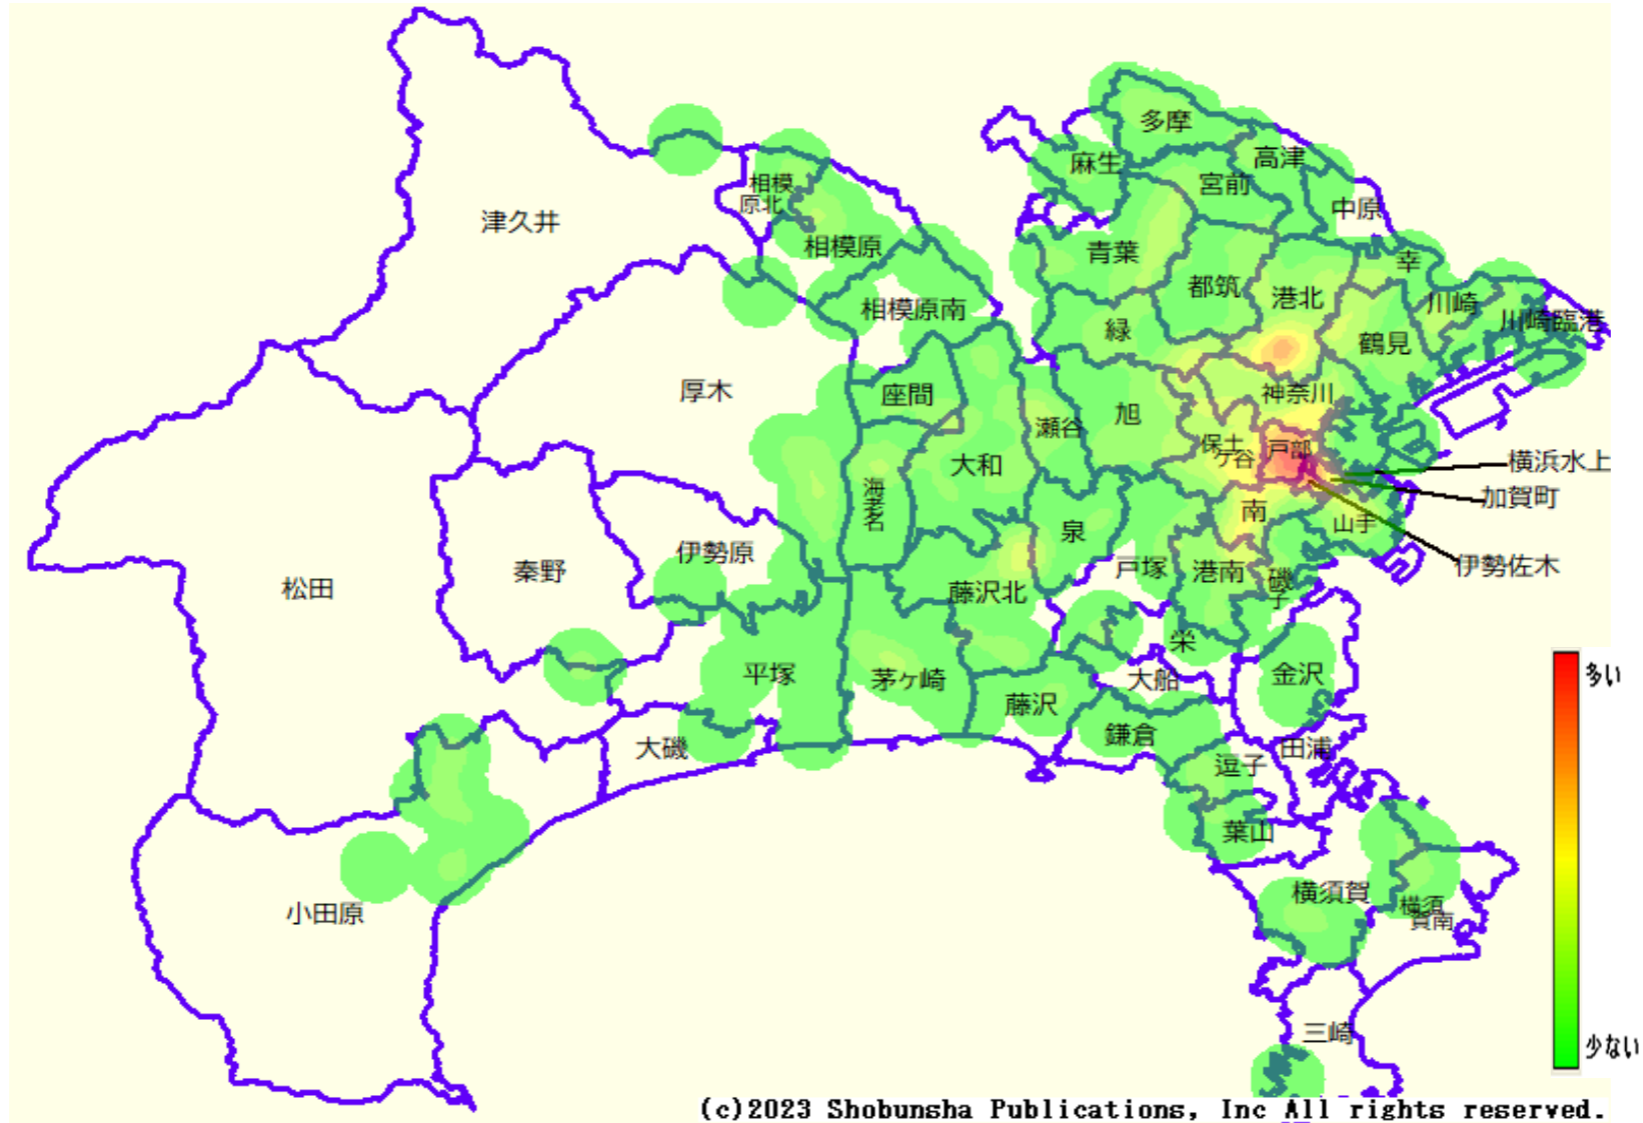 多摩
高津
麻生
宮前
相模
原北
中原
津久井
相模原
青葉
幸
都筑
港北
川崎
相模原南
川崎臨港
緑
鶴見
厚木
座間
神奈川
旭
瀬谷
保土
ケ谷
戸部
大和
横浜水上
海老名
加賀町
南
山手
泉
伊勢原
伊勢佐木
秦野
戸塚
港南
磯子
松田
藤沢北
栄
平塚
茅ヶ崎
大船
金沢
多い
藤沢
鎌倉
大磯
田浦
逗子
葉山
横須賀
小田原
横須
賀南
三崎
少ない
(c)2023 Shobunsha Publications, Inc All rights reserved.